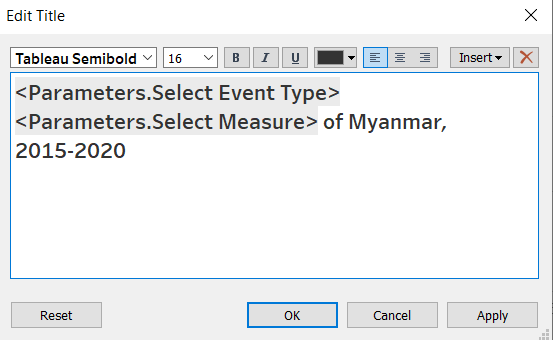 Edit Title
Tableau Semibold 16 B I U Insert
<Parameters.Select Event Type>
<Parameters.Select Measure> of Myanmar,
2015-2020
Reset OK Cancel Apply